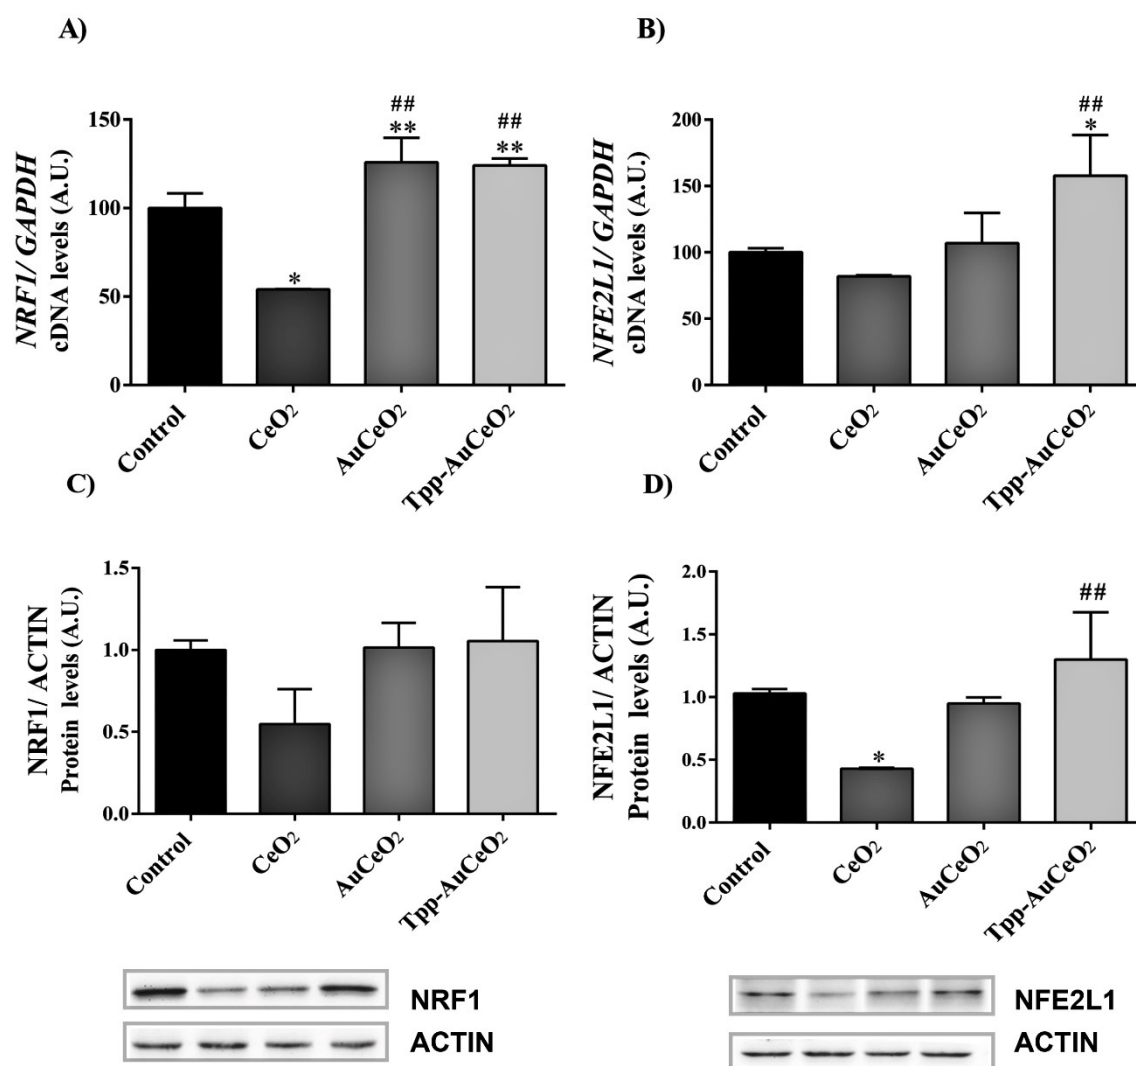 A)
NRF1/ GAPDH
cDNA levels (A.U.)
150
100
50
0
*
##
**
##
**
Control
CeO2
AuCeO2
Tpp-AuCeO2
B)
NFE2L1/ GAPDH
cDNA levels (A.U.)
200
150
100
50
0
##
*
Control
CeO2
AuCeO2
Tpp-AuCeO2
C)
NRF1/ ACTIN
Protein levels (A.U.)
1.5
1.0
0.5
0.0
Control
CeO2
AuCeO2
Tpp-AuCeO2
NRF1
ACTIN
D)
NFE2L1/ ACTIN
Protein levels (A.U.)
2.0
1.5
1.0
0.5
0.0
*
##
Control
CeO2
AuCeO2
Tpp-AuCeO2
NFE2L1
ACTIN